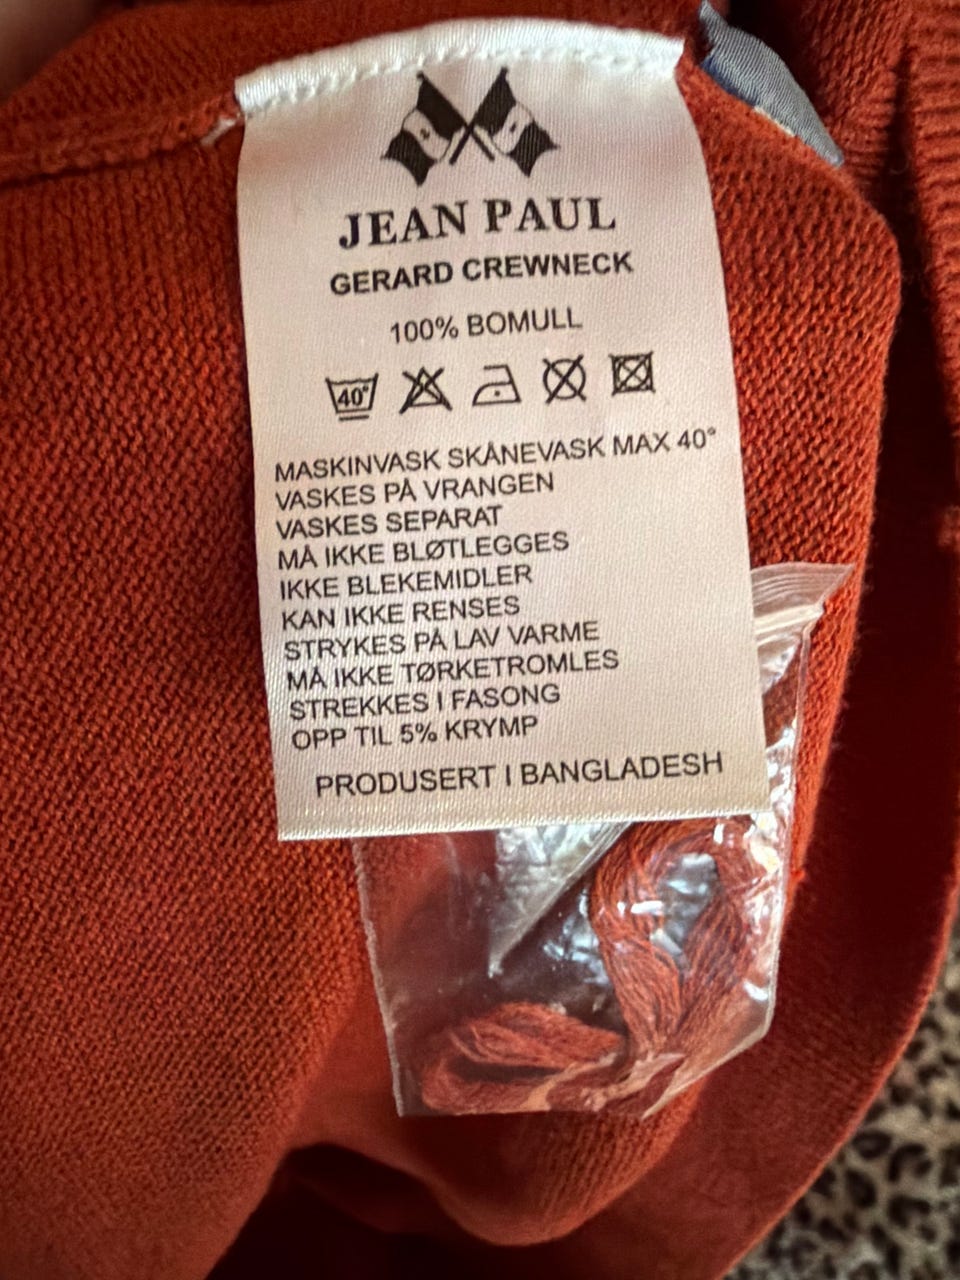 JEAN PAUL
GERARD CREWNECK
100% BOMULL
40°
MASKINVASK SKÅNEVASK MAX 40°
VASKES PÅ VRANGEN
VASKES SEPARAT
MÅ IKKE BLØTLEGGES
IKKE BLEKEMIDLER
KAN IKKE RENSES
STRYKES PÅ LAV VARME
MÅ IKKE TØRKETROMLES
STREKKES I FASONG
OPP TIL 5% KRYMP
PRODUSERT I BANGLADESH